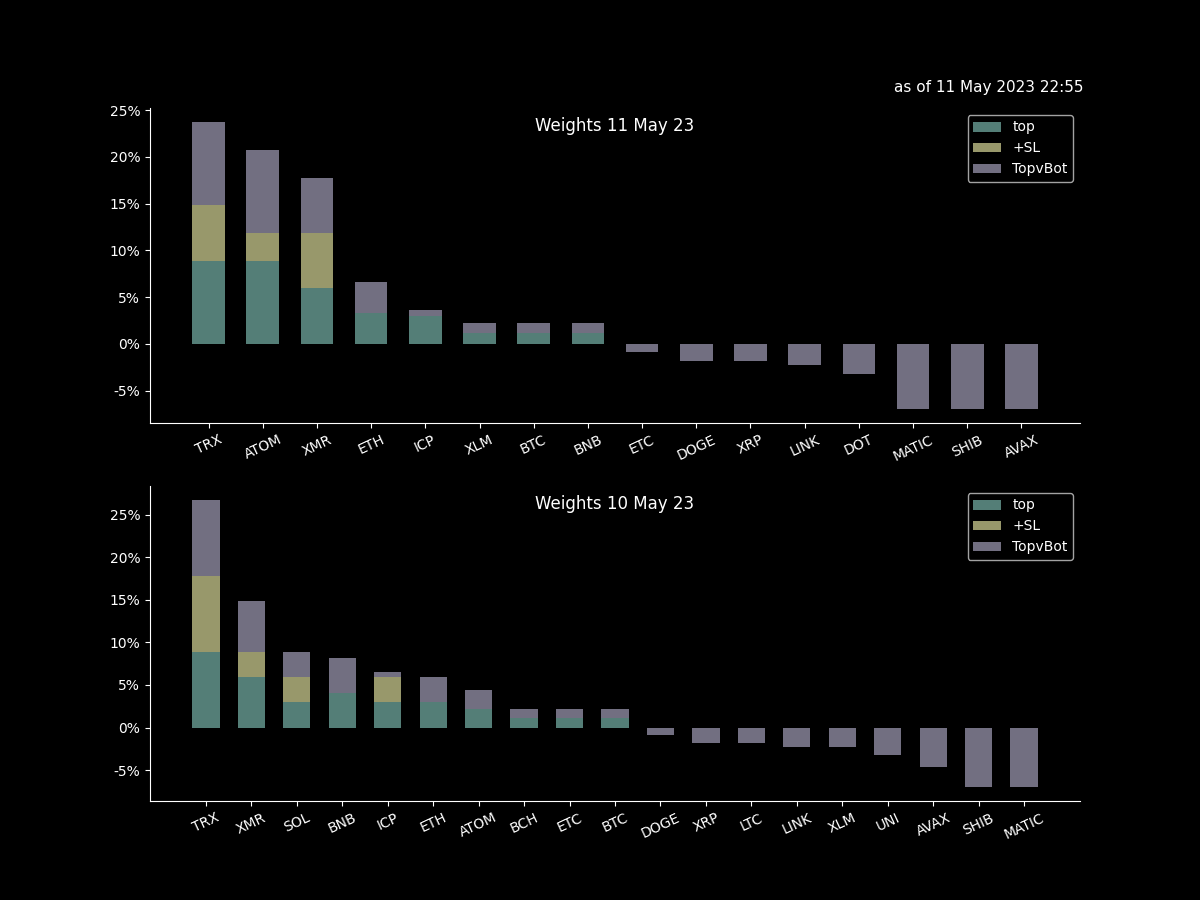 as of 11 May 2023 22:55
Weights 11 May 23
25%
20%
15%
10%
5%
0%
-5%
top
+SL
TopvBot
TRX ATOM XMR ETH ICP XLM BTC BNB ETC DOGE XRP LINK DOT MATIC SHIB AVAX
Weights 10 May 23
25%
20%
15%
10%
5%
0%
-5%
top
+SL
TopvBot
TRX XMR SOL BNB ICP ETH ATOM BCH ETC BTC DOGE XRP LTC LINK XLM UNI AVAX SHIB MATIC